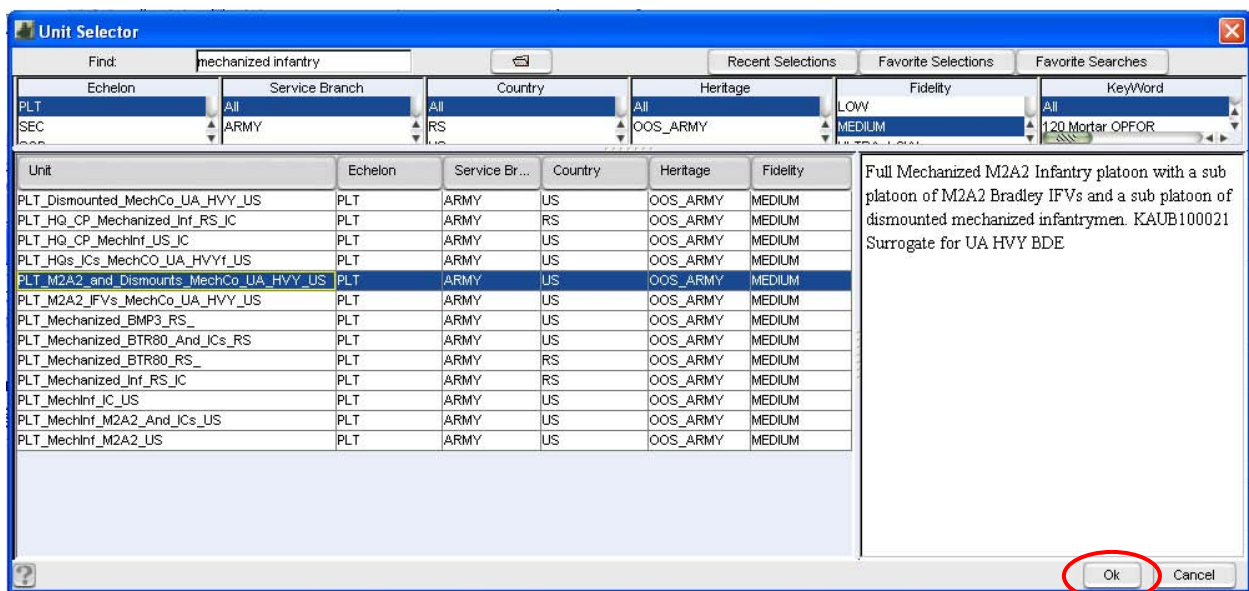 Unit Selector
Find: mechanized infantry Recent Selections Favorite Selections Favorite Searches
Echelon Service Branch Country Heritage Fidelity KeyWord
PLT All All All LOW All
SEC ARMY RS OOS_ARMY MEDIUM 120 Mortar OPFOR
Unit Echelon Service Br... Country Heritage Fidelity
PLT_Dismounted_MechCo_UA_HVY_US PLT ARMY US OOS_ARMY MEDIUM
PLT_HQ_CP_Mechanized_Inf_RS_IC PLT ARMY RS OOS_ARMY MEDIUM
PLT_HQ_CP_MechInf_US_IC PLT ARMY US OOS_ARMY MEDIUM
PLT_HQs_ICs_MechCO_UA_HVYf_US PLT ARMY US OOS_ARMY MEDIUM
PLT_M2A2_and_Dismounts_MechCo_UA_HVY_US PLT ARMY US OOS_ARMY MEDIUM
PLT_M2A2_IFVs_MechCo_UA_HVY_US PLT ARMY US OOS_ARMY MEDIUM
PLT_Mechanized_BMP3_RS_ PLT ARMY US OOS_ARMY MEDIUM
PLT_Mechanized_BTR80_And_ICs_RS PLT ARMY US OOS_ARMY MEDIUM
PLT_Mechanized_BTR80_RS_ PLT ARMY RS OOS_ARMY MEDIUM
PLT_Mechanized_Inf_RS_IC PLT ARMY RS OOS_ARMY MEDIUM
PLT_MechInf_IC_US PLT ARMY US OOS_ARMY MEDIUM
PLT_MechInf_M2A2_And_ICs_US PLT ARMY US OOS_ARMY MEDIUM
PLT_MechInf_M2A2_US PLT ARMY US OOS_ARMY MEDIUM
Full Mechanized M2A2 Infantry platoon with a sub
platoon of M2A2 Bradley IFVs and a sub platoon of
dismounted mechanized infantrymen. KAUB100021
Surrogate for UA HVY BDE
? Ok Cancel